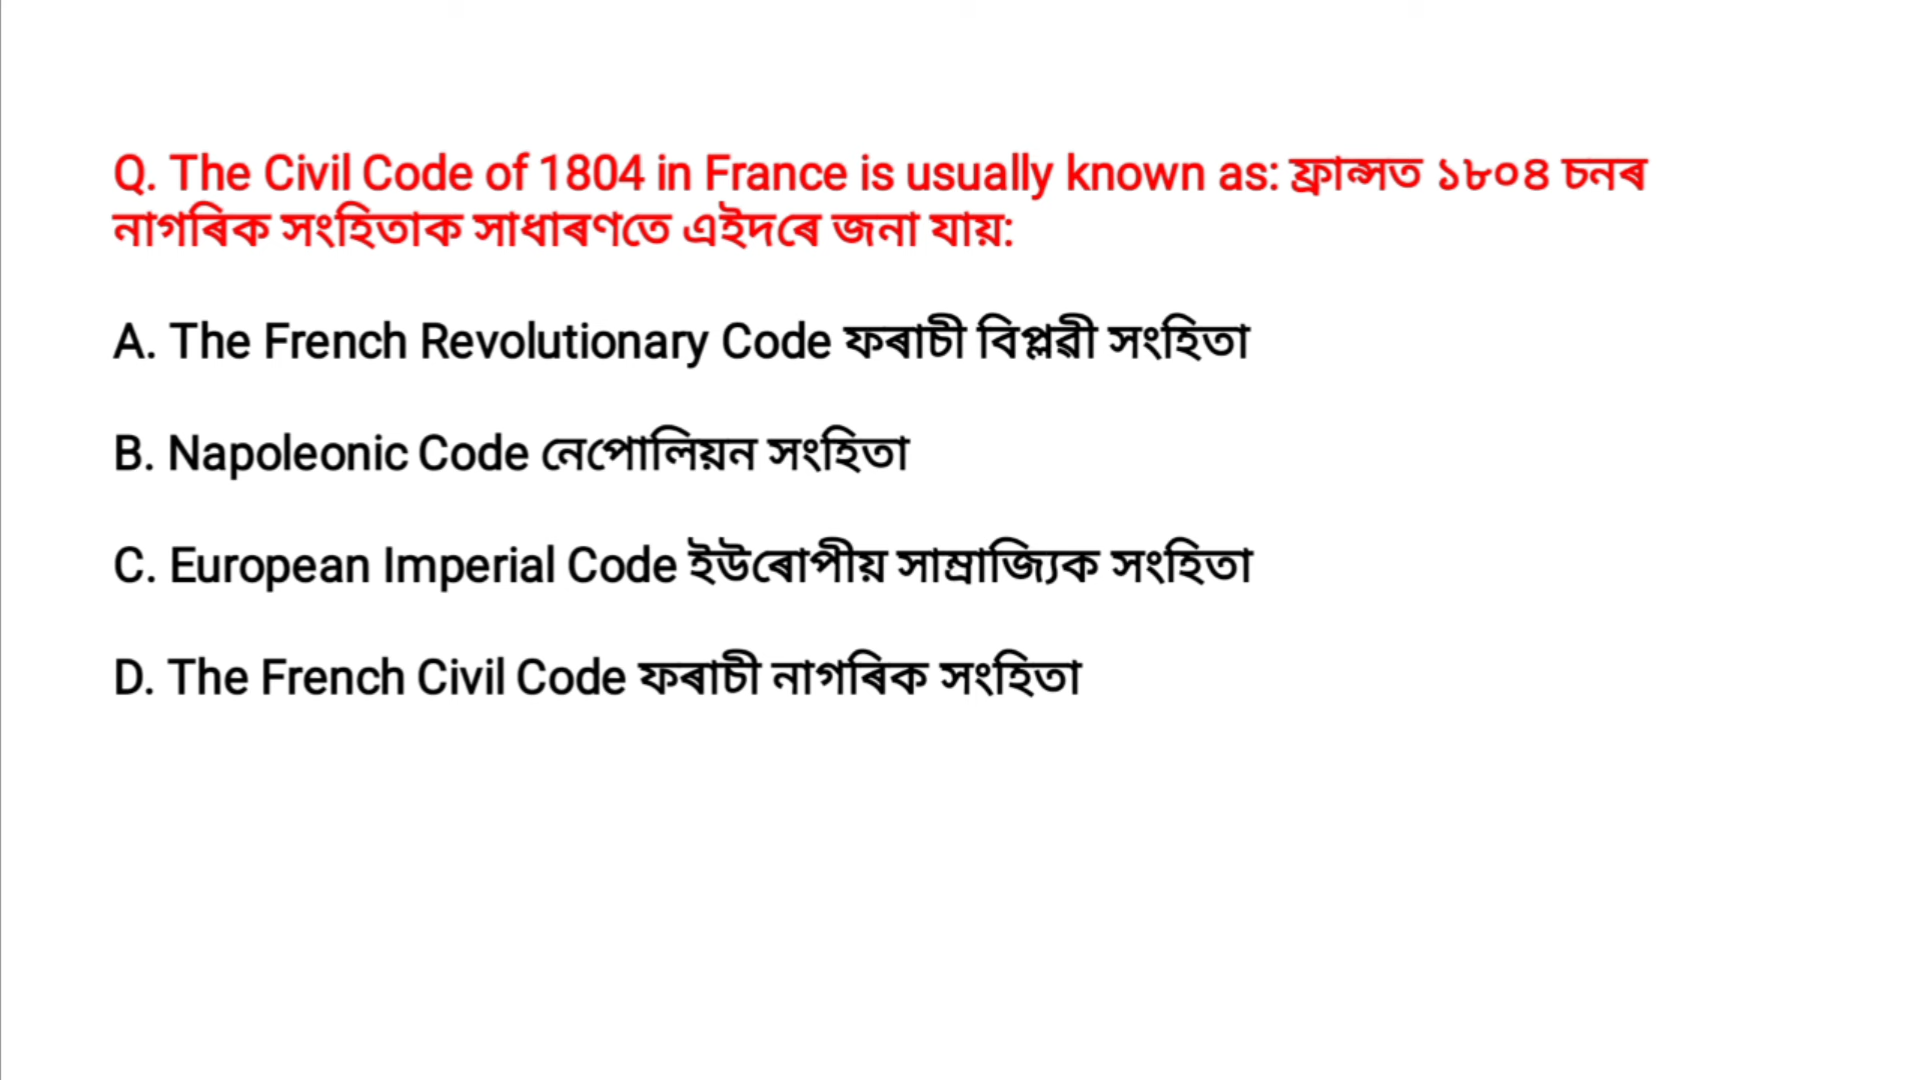 Q. The Civil Code of 1804 in France is usually known as: ফ্ৰান্সত ১৮০৪ চনৰ
নাগৰিক সংহিতাক সাধাৰণতে এইদৰে জনা যায়:
A. The French Revolutionary Code ফৰাচী বিপ্লৱী সংহিতা
B. Napoleonic Code নেপোলিয়ন সংহিতা
C. European Imperial Code ইউৰোপীয় সাম্ৰাজ্যিক সংহিতা
D. The French Civil Code ফৰাচী নাগৰিক সংহিতা